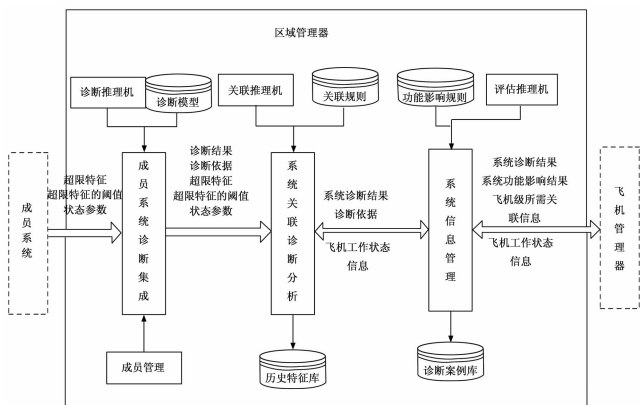 区域管理器
诊断推理机
诊断模型
关联推理机
关联规则
功能影响规则
评估推理机
成员系统
超限特征
超限特征的阈值
状态参数
成员系统诊断集成
诊断结果
诊断依据
超限特征
超限特征的阈值
状态参数
系统关联诊断分析
系统诊断结果
诊断依据
飞机工作状态
信息
系统信息管理
系统诊断结果
系统功能影响结果
飞机级所需关
联信息
飞机工作状态
信息
飞机管理器
成员管理
历史特征库
诊断案例库